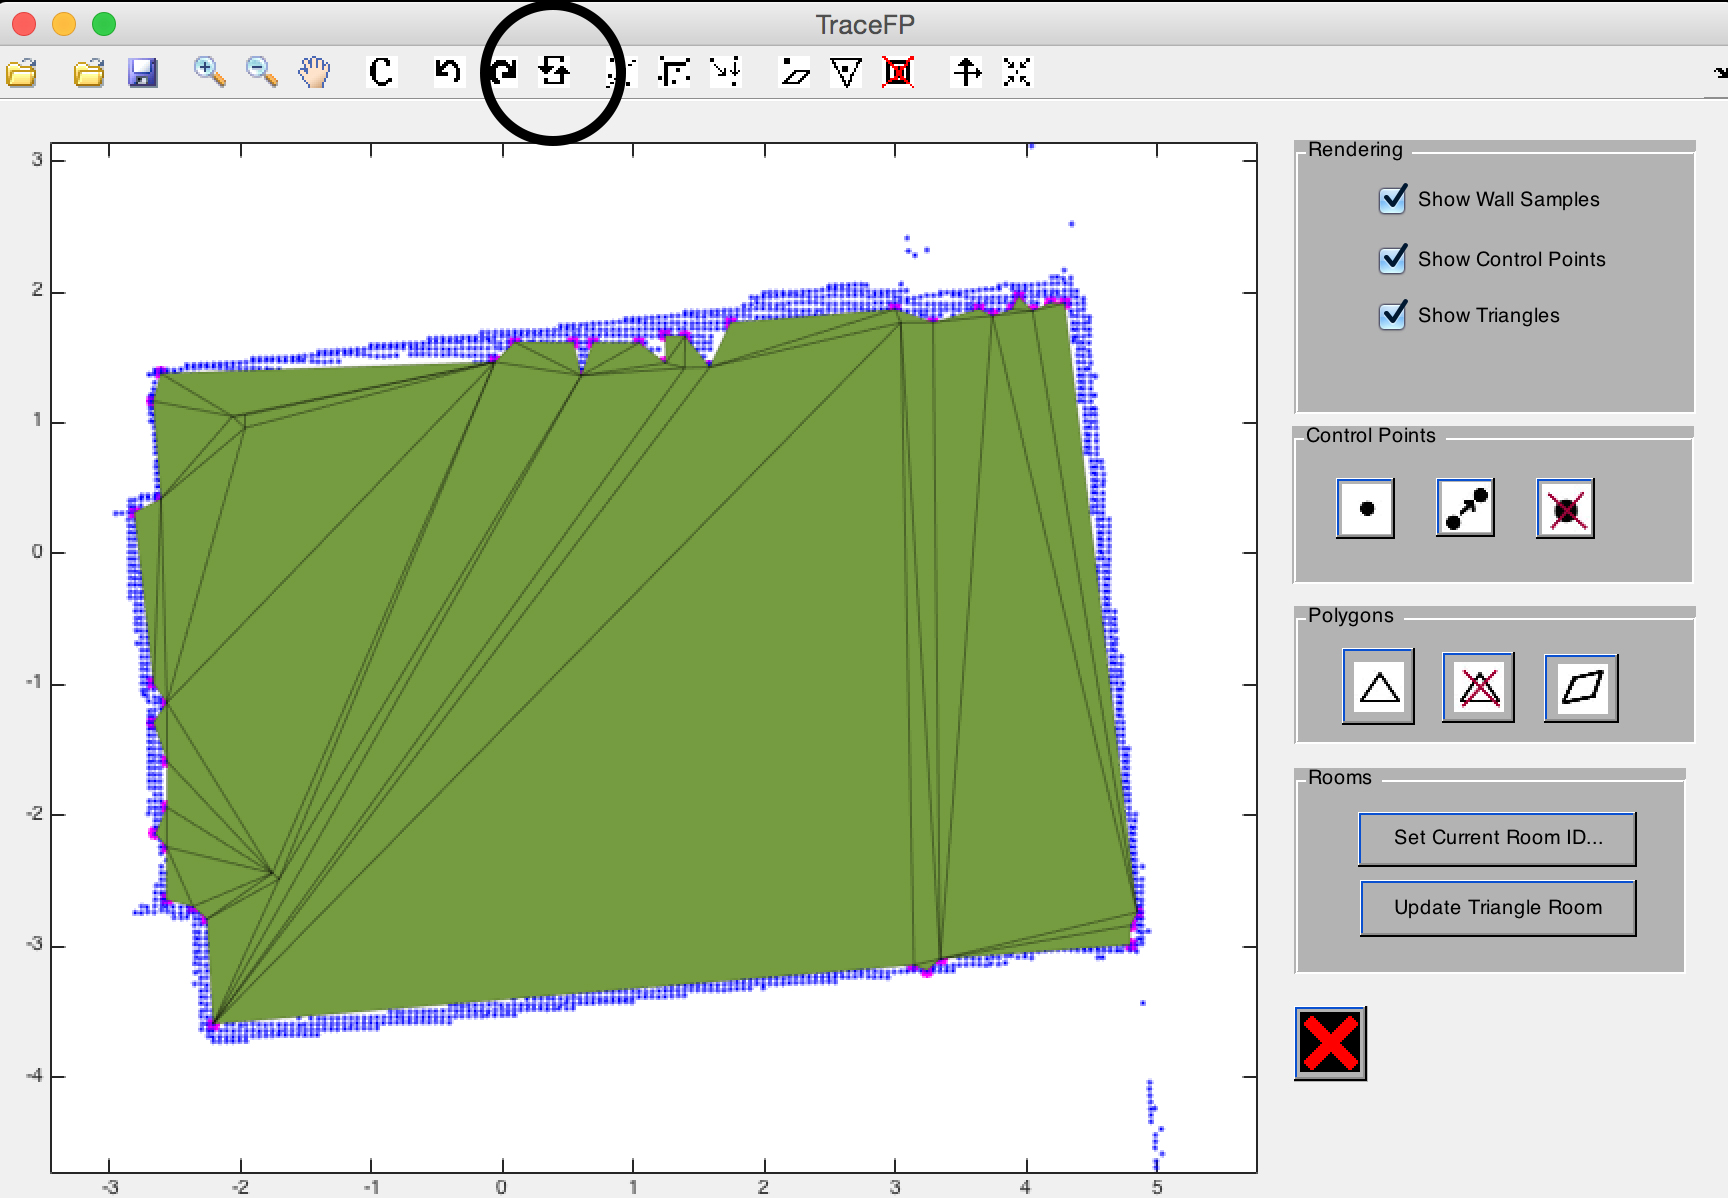 TraceFP
C
3
2
1
0
-1
-2
-3
-4
-3
-2
-1
0
1
2
3
4
5
Rendering
Show Wall Samples
Show Control Points
Show Triangles
Control Points
Polygons
Rooms
Set Current Room ID...
Update Triangle Room